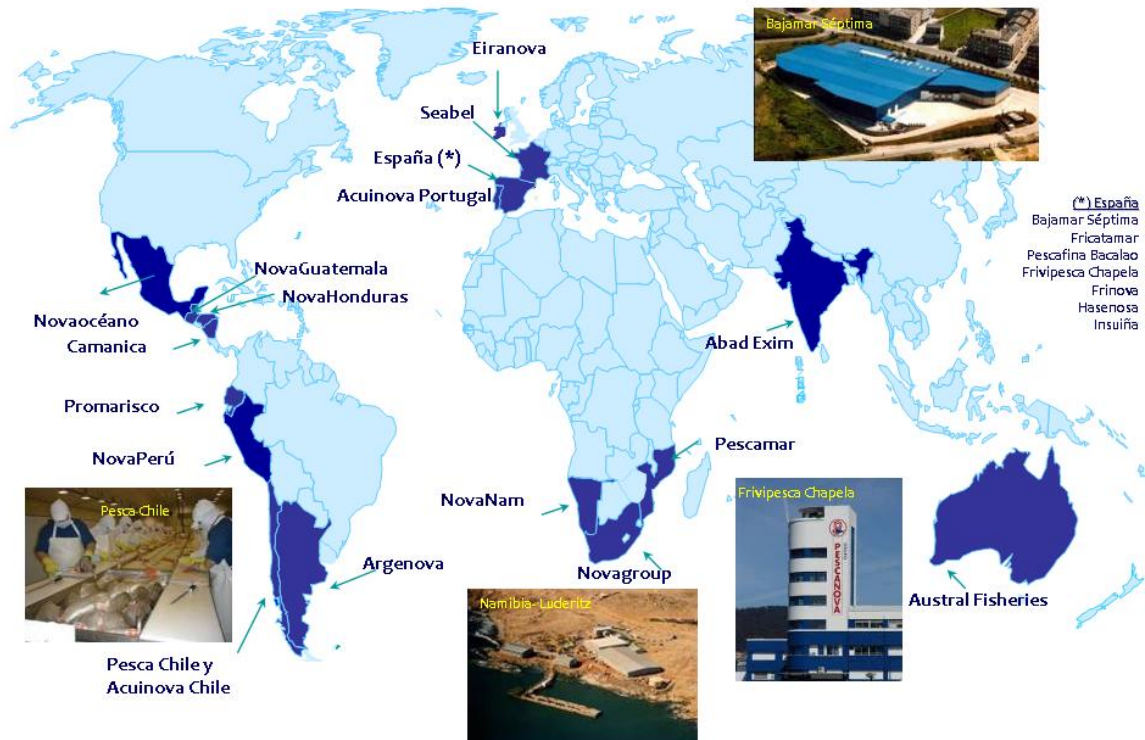 Bajamar Séptima
Eiranova
Seabel
España (*)
Acuinova Portugal
(*) España
Bajamar Séptima
Fricatamar
Pescafina Bacalao
Frivipesca Chapela
Frinova
Hasenosa
Insuiña
NovaGuatemala
NovaHonduras
Novaocéano
Camanica
Abad Exim
Promarisco
NovaPerú
Pescamar
NovaNam
Pesca Chile
Frivipesca Chapela
PESCANOVA
Argenova
Novagroup
Austral Fisheries
Namibia- Luderitz
Pesca Chile y
Acuinova Chile